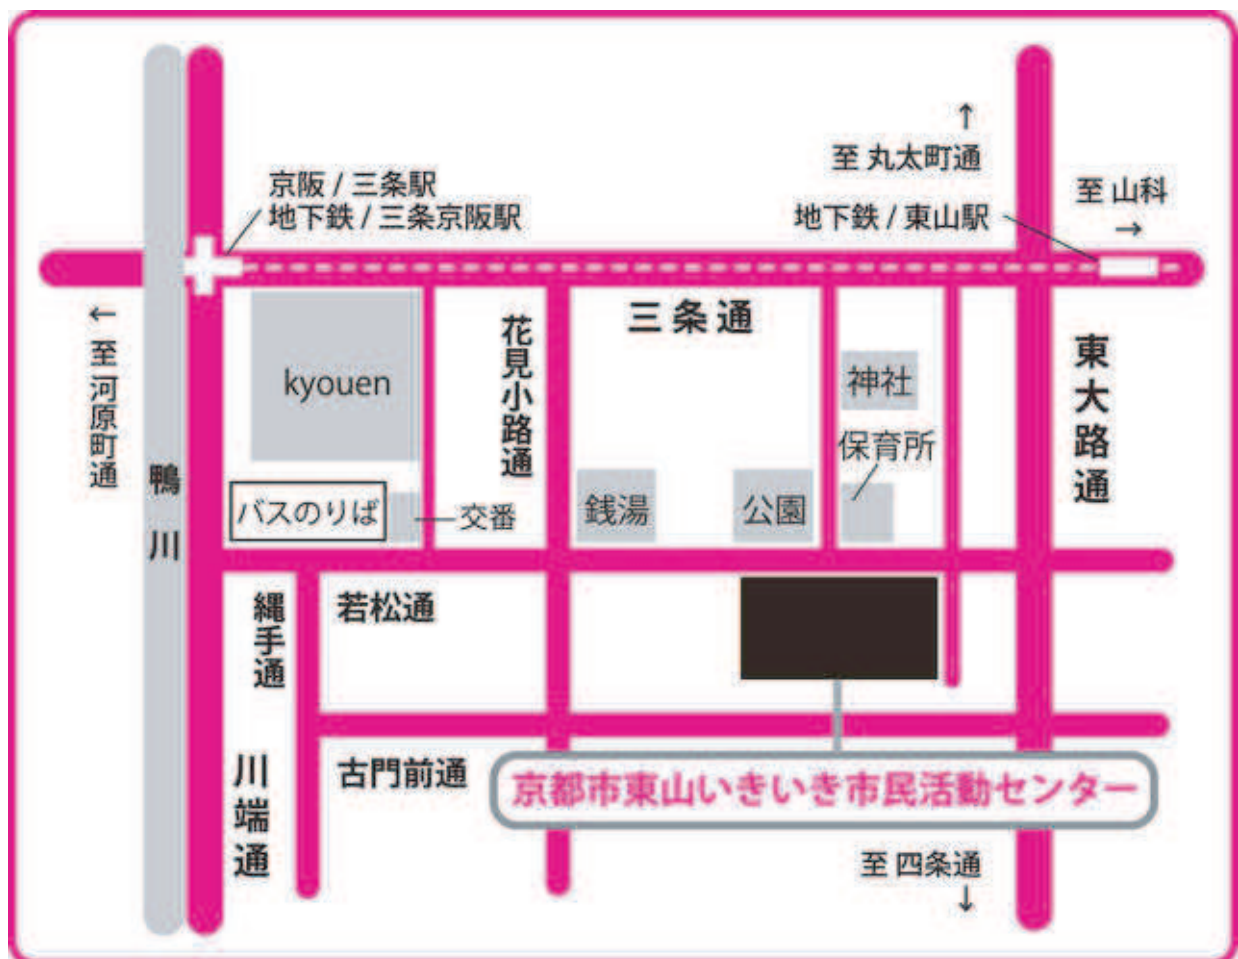 ↑
至 丸太町通
京阪 / 三条駅
地下鉄 / 三条京阪駅
地下鉄 / 東山駅
至 山科
→
← 至 河原町通
三条通
花見小路通
東大路通
kyouen
神社
保育所
鴨川
バスのりば
交番
銭湯
公園
縄手通
若松通
川端通
古門前通
京都市東山いきいき市民活動センター
至 四条通
↓